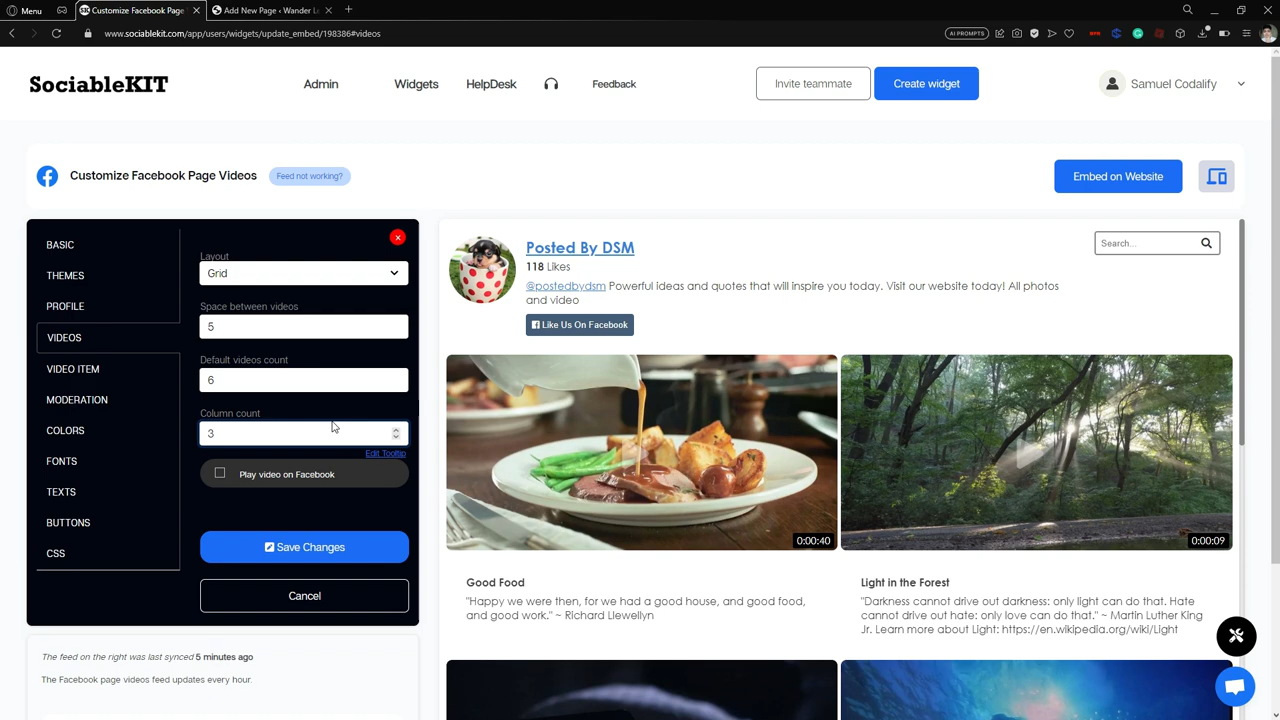 Menu
Customize Facebook Page
Add New Page ‹ Wander L
www.sociablekit.com/app/users/widgets/update_embed/198386#videos
AI PROMPTS
SociableKIT
Admin
Widgets
HelpDesk
Feedback
Invite teammate
Create widget
Samuel Codalify
Customize Facebook Page Videos
Feed not working?
Embed on Website
BASIC
THEMES
PROFILE
VIDEOS
VIDEO ITEM
MODERATION
COLORS
FONTS
TEXTS
BUTTONS
CSS
Layout
Grid
Space between videos
5
Default videos count
6
Column count
3
Edit Tooltip
Play video on Facebook
Save Changes
Cancel
The feed on the right was last synced 5 minutes ago
The Facebook page videos feed updates every hour.
Posted By DSM
118 Likes
@postedbydsm Powerful ideas and quotes that will inspire you today. Visit our website today! All photos
and video
Like Us On Facebook
Search...
0:00:40
0:00:09
Good Food
"Happy we were then, for we had a good house, and good food,
and good work." ~ Richard Llewellyn
Light in the Forest
"Darkness cannot drive out darkness: only light can do that. Hate
cannot drive out hate: only love can do that." ~ Martin Luther King
Jr. Learn more about Light: https://en.wikipedia.org/wiki/Light